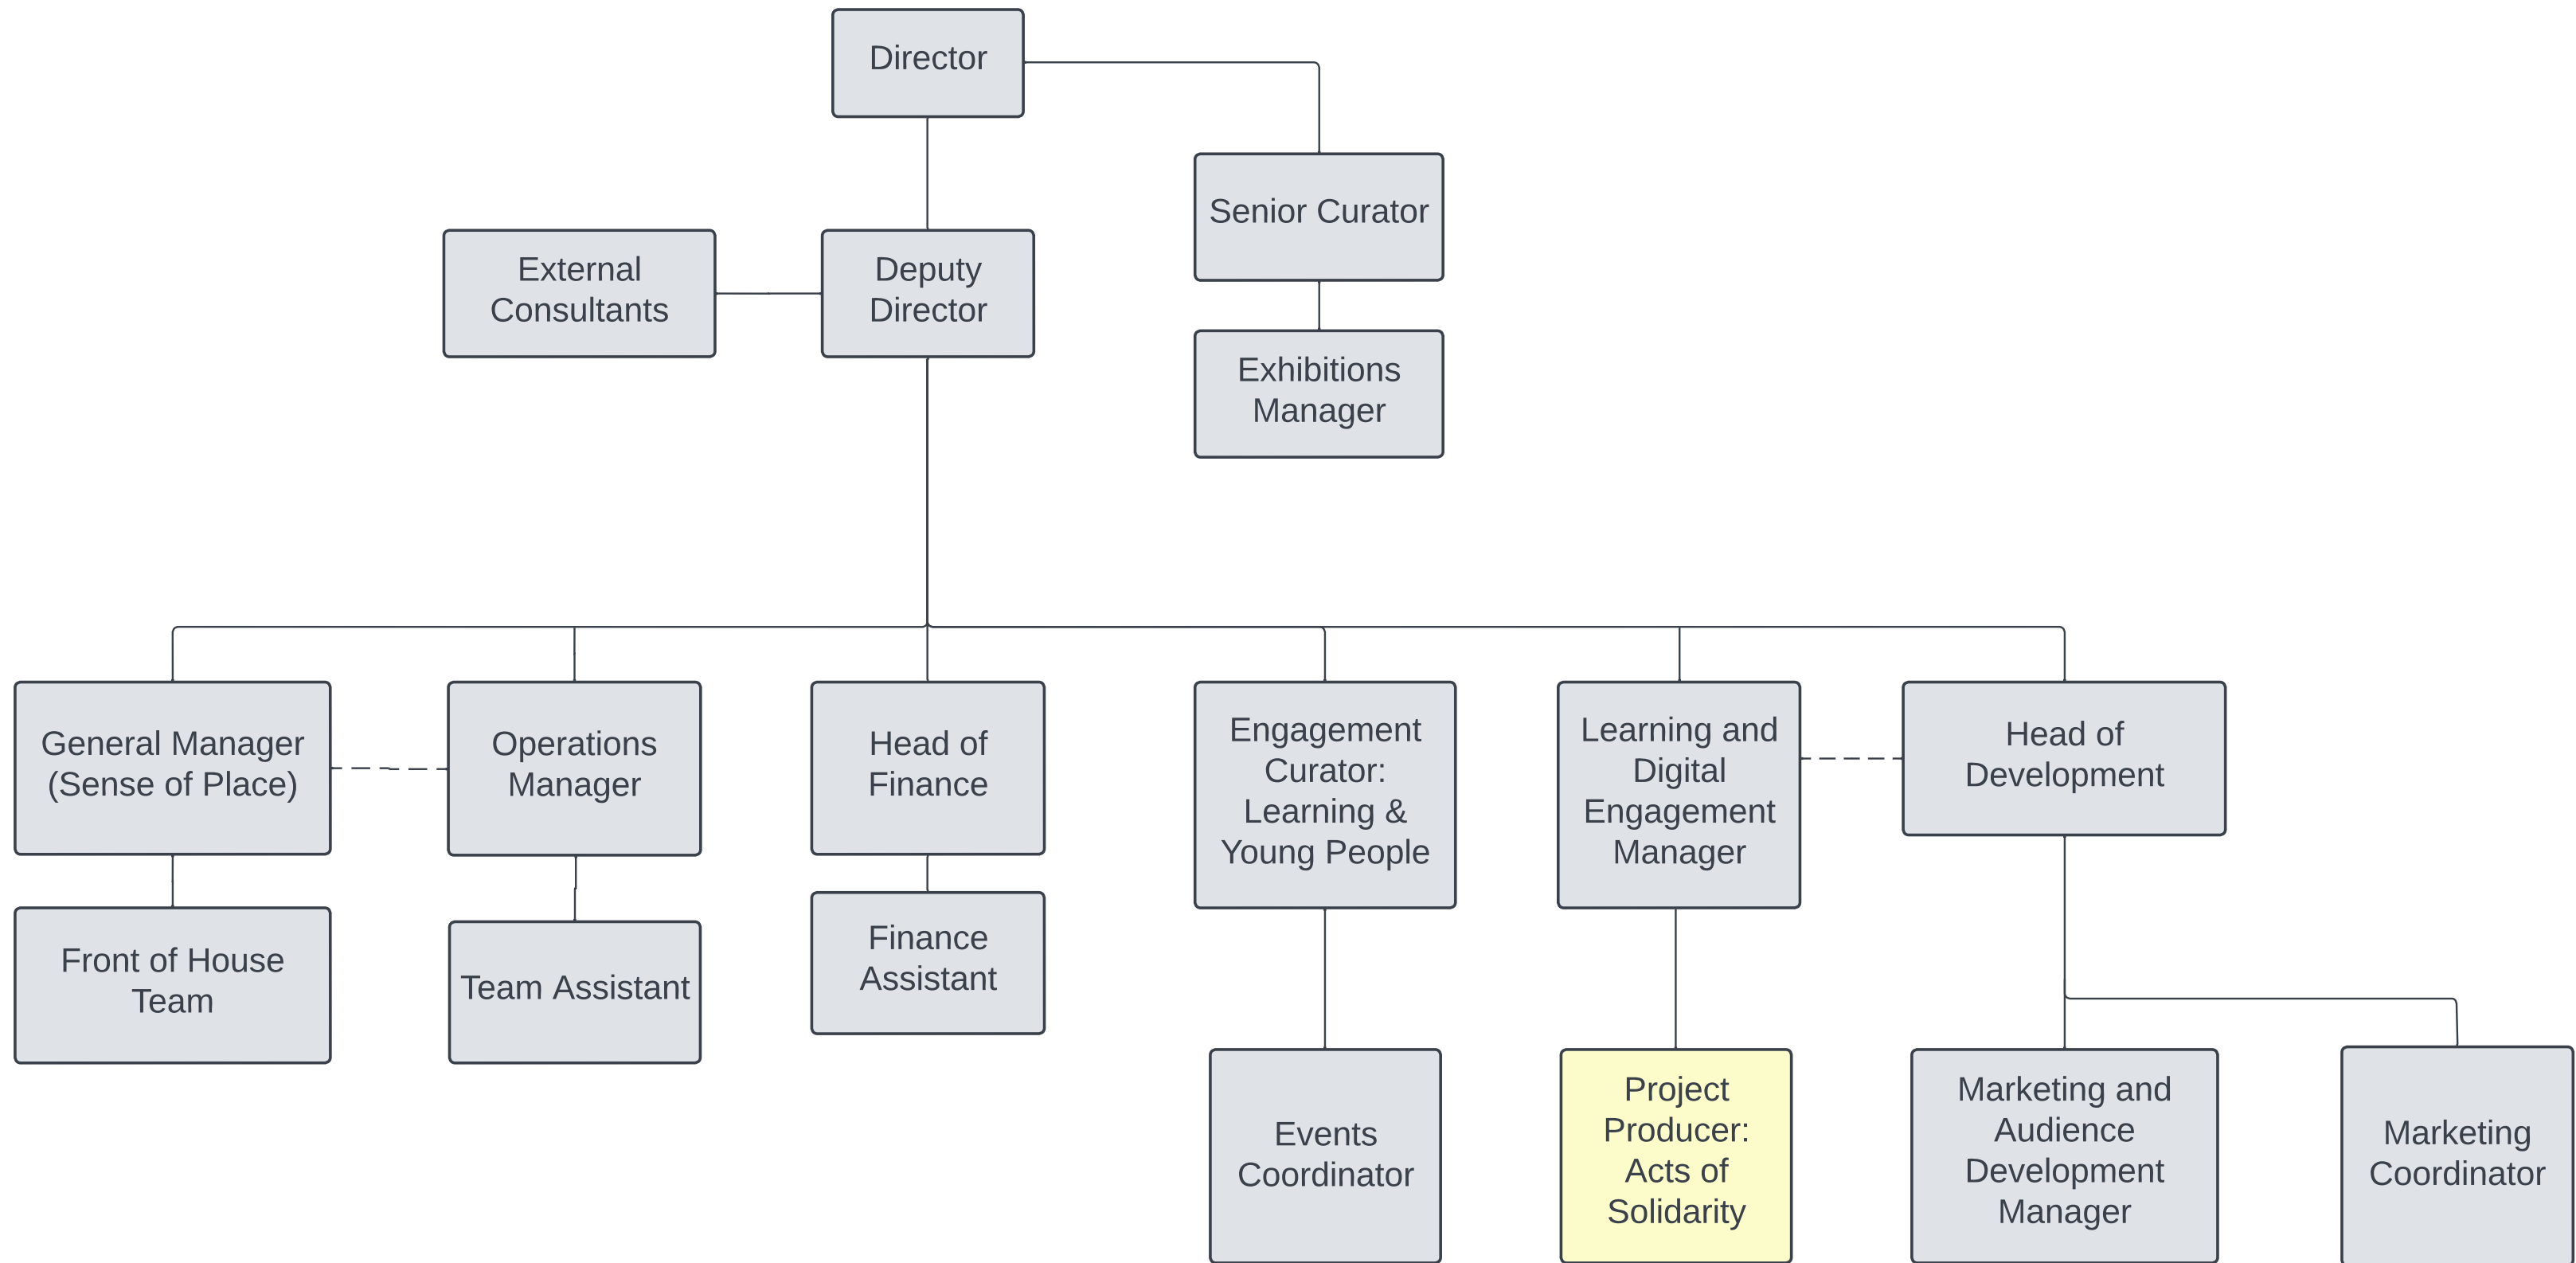 Director
Senior Curator
External
Consultants
Deputy
Director
Exhibitions
Manager
General Manager
(Sense of Place)
Operations
Manager
Head of
Finance
Engagement
Curator:
Learning &
Young People
Learning and
Digital
Engagement
Manager
Head of
Development
Front of House
Team
Team Assistant
Finance
Assistant
Events
Coordinator
Project
Producer:
Acts of
Solidarity
Marketing and
Audience
Development
Manager
Marketing
Coordinator